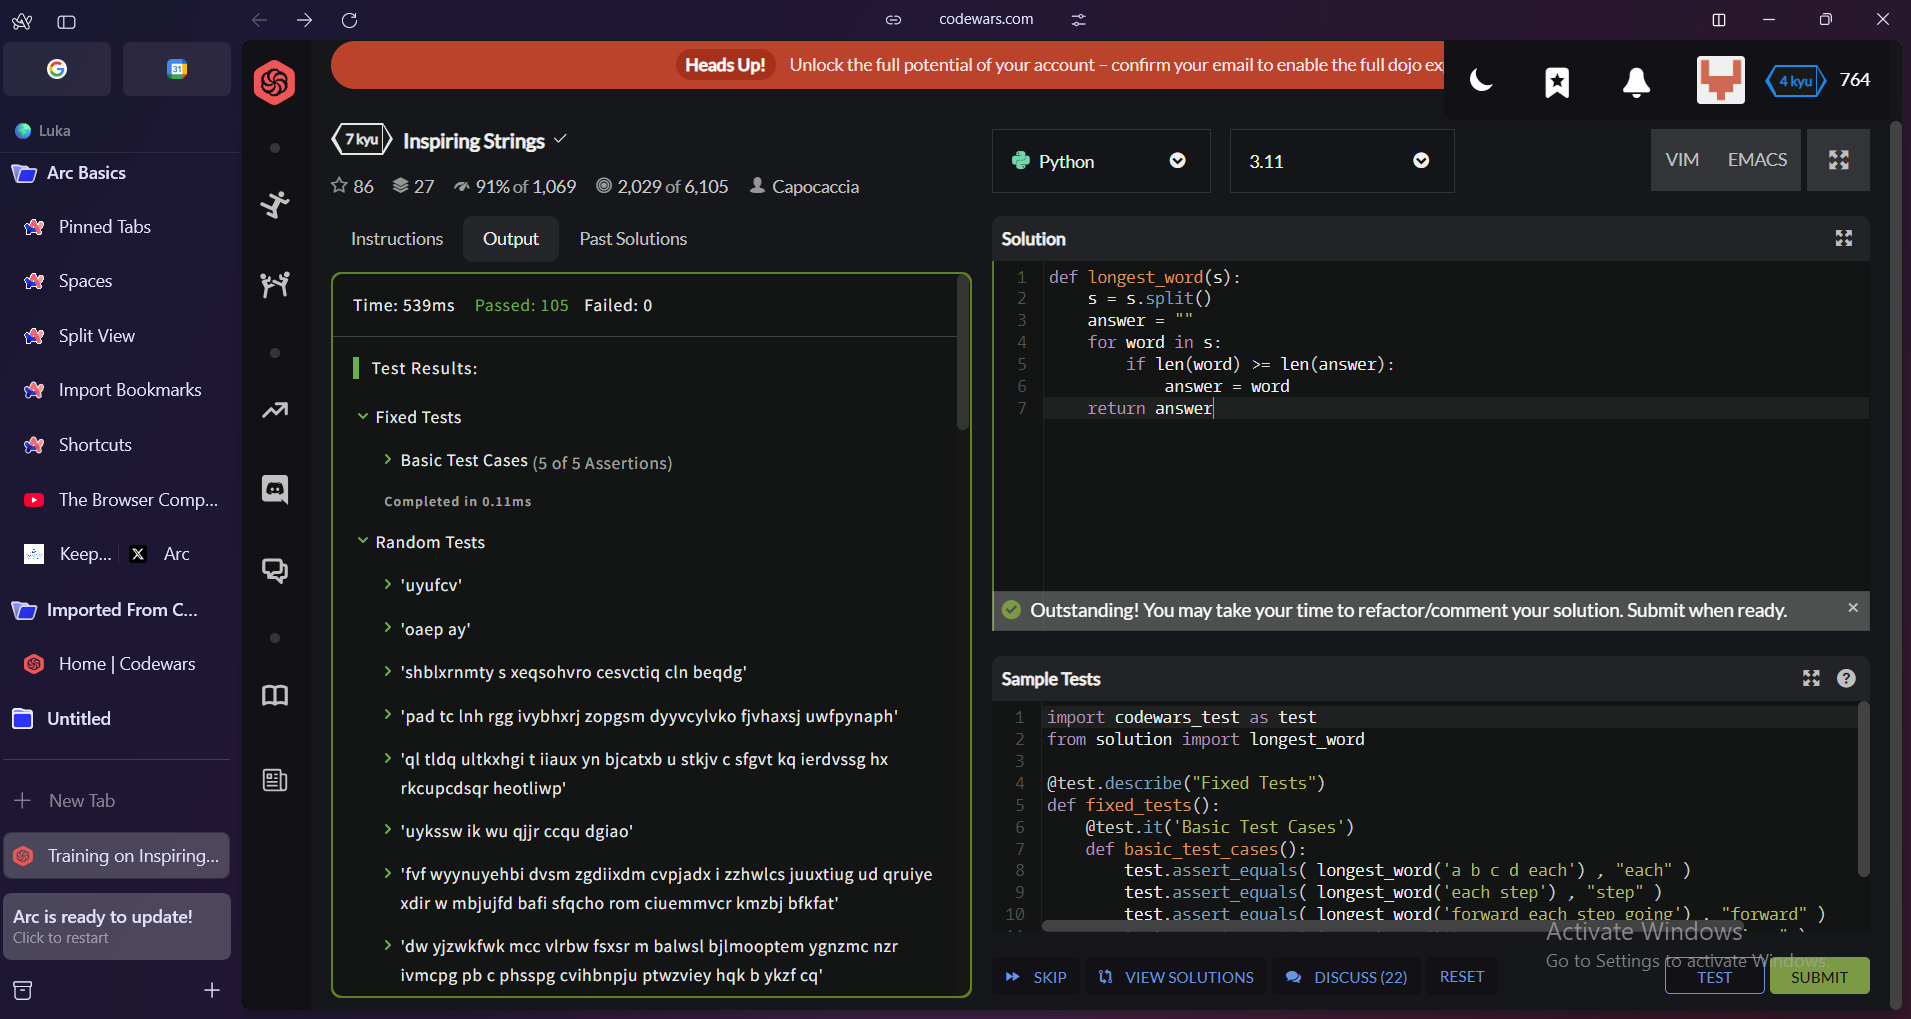 codewars.com
31
Luka
Arc Basics
Pinned Tabs
Spaces
Split View
Import Bookmarks
Shortcuts
The Browser Comp...
Keep...
Arc
Imported From C...
Home | Codewars
Untitled
New Tab
Training on Inspiring...
Arc is ready to update!
Click to restart
Heads Up!
Unlock the full potential of your account – confirm your email to enable the full dojo ex
4 kyu
764
7 kyu
Inspiring Strings
86
27
91% of 1,069
2,029 of 6,105
Capocaccia
Instructions
Output
Past Solutions
Time: 539ms Passed: 105 Failed: 0
Test Results:
Fixed Tests
Basic Test Cases (5 of 5 Assertions)
Completed in 0.11ms
Random Tests
'uyufcv'
'oaep ay'
'shblxrnmty s xeqsohvro cesvctiq cln beqdg'
'pad tc lnh rgg ivybhxrj zopgsm dyyvcylvko fjvhaxsj uwfpynaph'
'ql tldq ultkxhgi t iiaux yn bjcatxb u stkjv c sfgvt kq ierdvssg hx
rkcupcdsqr heotliwp'
'uykssw ik wu qjjr ccqu dgiao'
'fvf wyynuyehbi dvsm zgdiixdm cvpjadx i zzhwlcs juuxtiug ud qruiye
xdir w mbjujfd bafi sfqcho rom ciuemmvcr kmzbj bfkfat'
'dw yjzwkfwk mcc vlrbw fsxsr m balwsl bjlmooptem ygnzmc nzr
ivmcpg pb c phsspg cvihbnpju ptwzviey hqk b ykzf cq'
Python
3.11
VIM
EMACS
Solution
1 def longest_word(s):
2 s = s.split()
3 answer = ""
4 for word in s:
5 if len(word) >= len(answer):
6 answer = word
7 return answer
Outstanding! You may take your time to refactor/comment your solution. Submit when ready.
Sample Tests
1 import codewars_test as test
2 from solution import longest_word
3
4 @test.describe("Fixed Tests")
5 def fixed_tests():
6 @test.it('Basic Test Cases')
7 def basic_test_cases():
8 test.assert_equals( longest_word('a b c d each') , "each" )
9 test.assert_equals( longest_word('each step') , "step" )
10 test.assert_equals( longest_word('forward each step going') , "forward" )
Activate Windows
Go to Settings to activate Windows.
SKIP
VIEW SOLUTIONS
DISCUSS (22)
RESET
TEST
SUBMIT